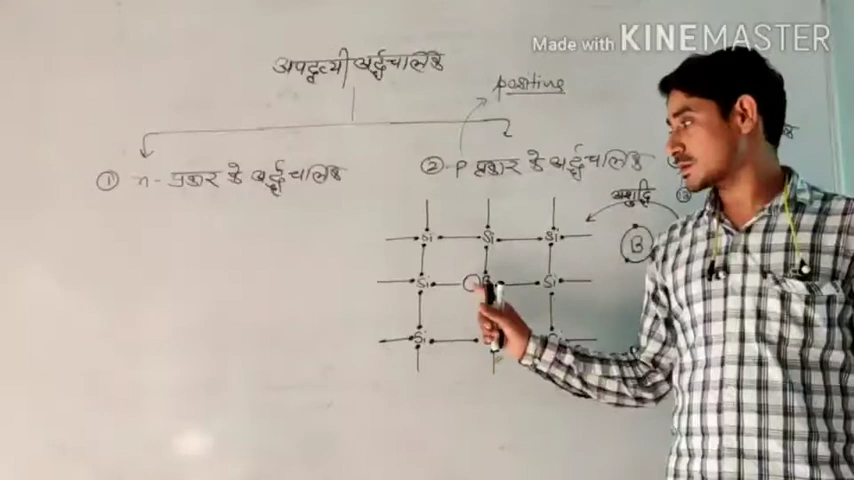 Made with KINEMASTER
अपद्रव्यी अर्द्धचालक
positive
① n- प्रकार के अर्द्धचालक
② P प्रकार के अर्द्धचालक
अशुद्धि
B
Si Si Si
Si Si
Si Si